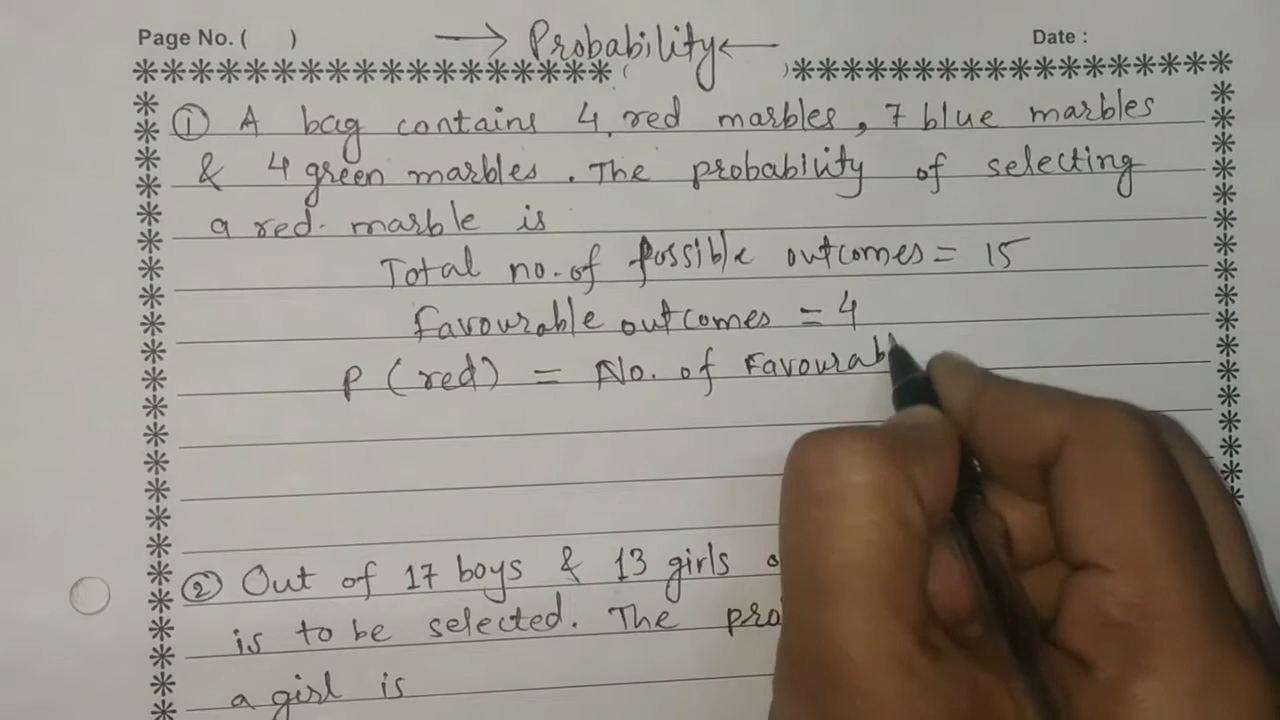 Page No. ( )
→ Probability ←
Date :
① A bag contains 4 red marbles, 7 blue marbles
& 4 green marbles. The probability of selecting
a red marble is
Total no. of possible outcomes = 15
Favourable outcomes = 4
P (red) = No. of Favourab
② Out of 17 boys & 13 girls
is to be selected. The
a girl is